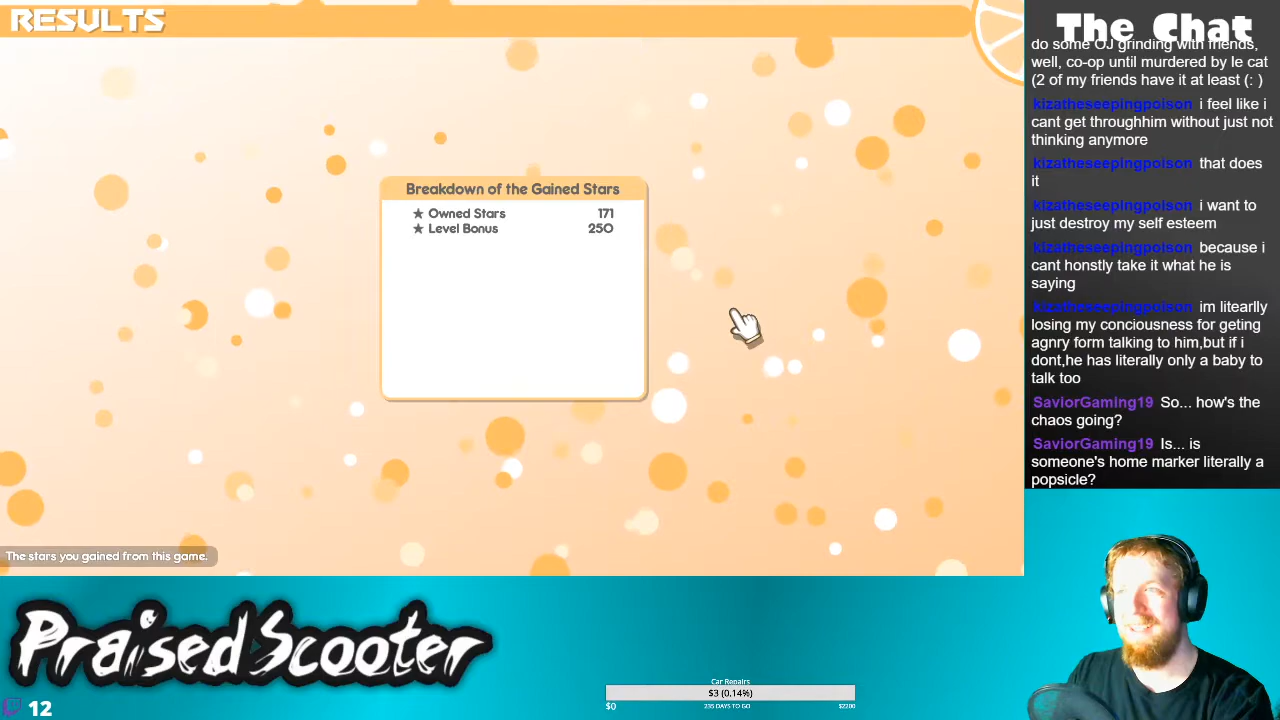 RESULTS
Breakdown of the Gained Stars
★ Owned Stars 171
★ Level Bonus 250
The stars you gained from this game.
The Chat
do some OJ grinding with friends,
well, co-op until murdered by le cat
(2 of my friends have it at least (: )
kizatheseepingpoison i feel like i
cant get throughhim without just not
thinking anymore
kizatheseepingpoison that does
it
kizatheseepingpoison i want to
just destroy my self esteem
kizatheseepingpoison because i
cant honstly take it what he is
saying
kizatheseepingpoison im litearlly
losing my conciousness for geting
agnry form talking to him,but if i
dont,he has literally only a baby to
talk too
SaviorGaming19 So... how's the
chaos going?
SaviorGaming19 Is... is
someone's home marker literally a
popsicle?
PraisedScooter
12
Car Repairs
$3 (0.14%)
$0 235 DAYS TO GO $2200